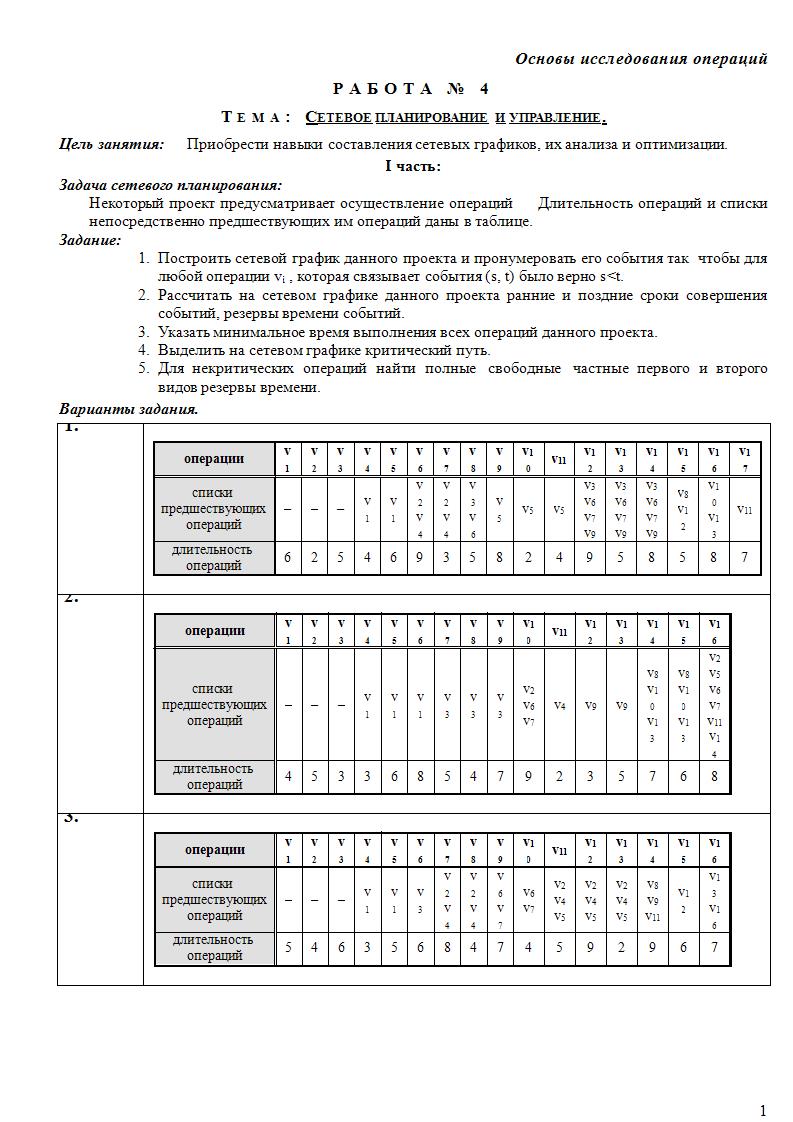 Основы исследования операций
РАБОТА № 4
ТЕМА: СЕТЕВОЕ ПЛАНИРОВАНИЕ И УПРАВЛЕНИЕ.
Цель занятия: Приобрести навыки составления сетевых графиков, их анализа и оптимизации.
I часть:
Задача сетевого планирования:
Некоторый проект предусматривает осуществление операций Длительность операций и списки
непосредственно предшествующих им операций даны в таблице.
Задание:
1. Построить сетевой график данного проекта и пронумеровать его события так чтобы для
любой операции vi , которая связывает события (s, t) было верно s<t.
2. Рассчитать на сетевом графике данного проекта ранние и поздние сроки совершения
событий, резервы времени событий.
3. Указать минимальное время выполнения всех операций данного проекта.
4. Выделить на сетевом графике критический путь.
5. Для некритических операций найти полные свободные частные первого и второго
видов резервы времени.
Варианты задания.
1.
операции v1 v2 v3 v4 v5 v6 v7 v8 v9 v10 v11 v12 v13 v14 v15 v16 v17
списки предшествующих операций – – – v1 v1 v2 v4 v2 v4 v3 v6 v5 v5 v5 v3 v6 v7 v9 v3 v6 v7 v9 v3 v6 v7 v9 v8 v12 v10 v13 v11
длительность операций 6 2 5 4 6 9 3 5 8 2 4 9 5 8 5 8 7
2.
операции v1 v2 v3 v4 v5 v6 v7 v8 v9 v10 v11 v12 v13 v14 v15 v16
списки предшествующих операций – – – v1 v1 v1 v3 v3 v3 v2 v6 v7 v4 v9 v9 v8 v10 v13 v8 v10 v13 v2 v5 v6 v7 v11 v14
длительность операций 4 5 3 3 6 8 5 4 7 9 2 3 5 7 6 8
3.
операции v1 v2 v3 v4 v5 v6 v7 v8 v9 v10 v11 v12 v13 v14 v15 v16
списки предшествующих операций – – – v1 v1 v3 v2 v4 v2 v4 v6 v7 v6 v7 v2 v4 v5 v2 v4 v5 v2 v4 v5 v8 v9 v11 v12 v13 v16
длительность операций 5 4 6 3 5 6 8 4 7 4 5 9 2 9 6 7
1